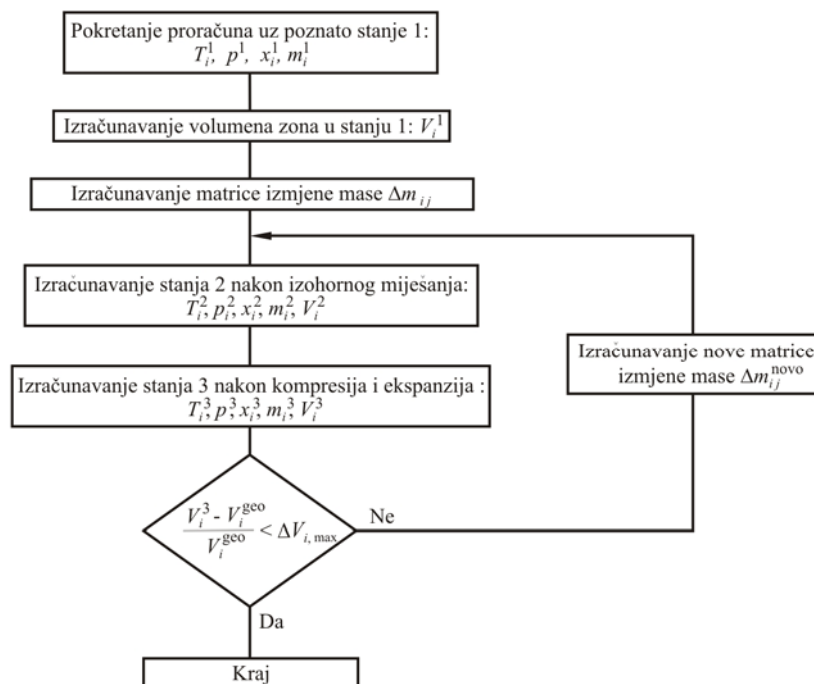 Pokretanje proračuna uz poznato stanje 1:
T_i^1, p^1, x_i^1, m_i^1
Izračunavanje volumena zona u stanju 1: V_i^1
Izračunavanje matrice izmjene mase Δm_ij
Izračunavanje stanja 2 nakon izohornog miješanja:
T_i^2, p_i^2, x_i^2, m_i^2, V_i^2
Izračunavanje stanja 3 nakon kompresija i ekspanzija :
T_i^3, p^3, x_i^3, m_i^3, V_i^3
V_i^3 - V_i^geo
V_i^geo
< ΔV_i, max
Ne
Izračunavanje nove matrice
izmjene mase Δm_ij^novo
Da
Kraj